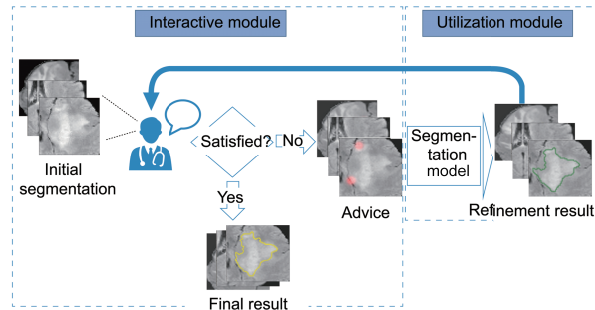 Interactive module
Utilization module
Initial
segmentation
Satisfied?
No
Yes
Advice
Segmen-
tation
model
Refinement result
Final result